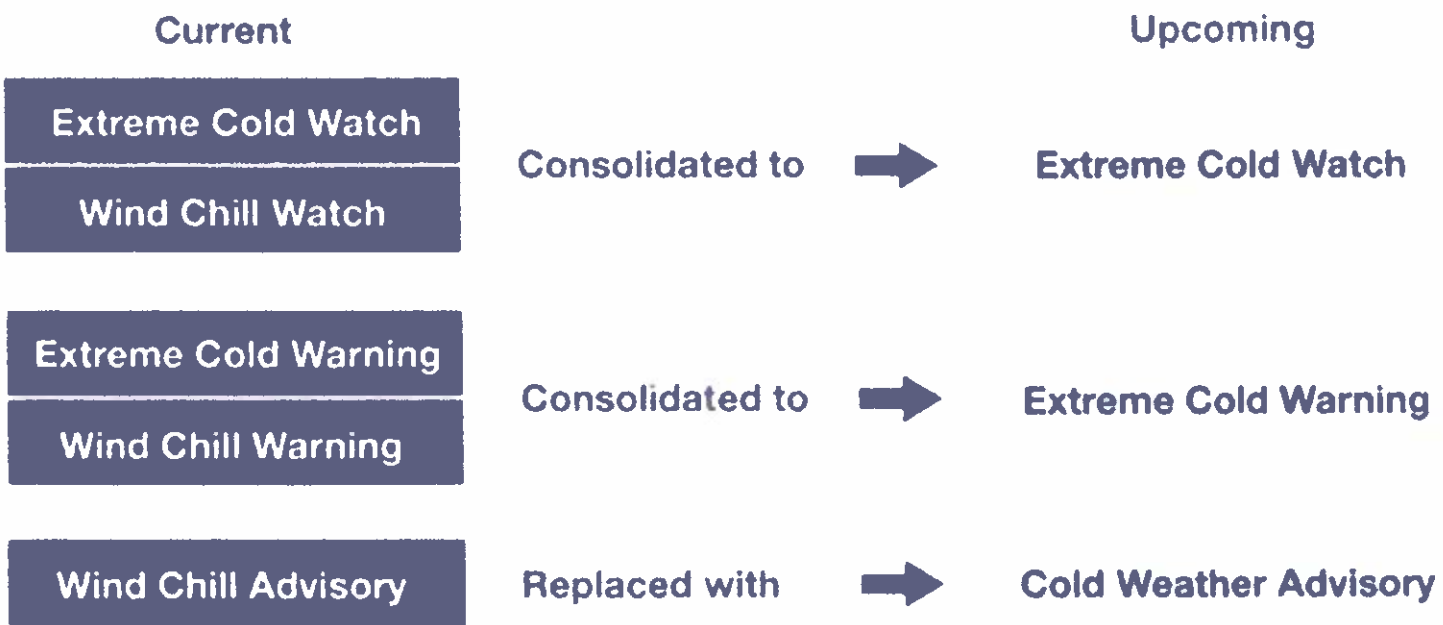 Current
Upcoming
Extreme Cold Watch
Wind Chill Watch
Consolidated to
Extreme Cold Watch
Extreme Cold Warning
Wind Chill Warning
Consolidated to
Extreme Cold Warning
Wind Chill Advisory
Replaced with
Cold Weather Advisory